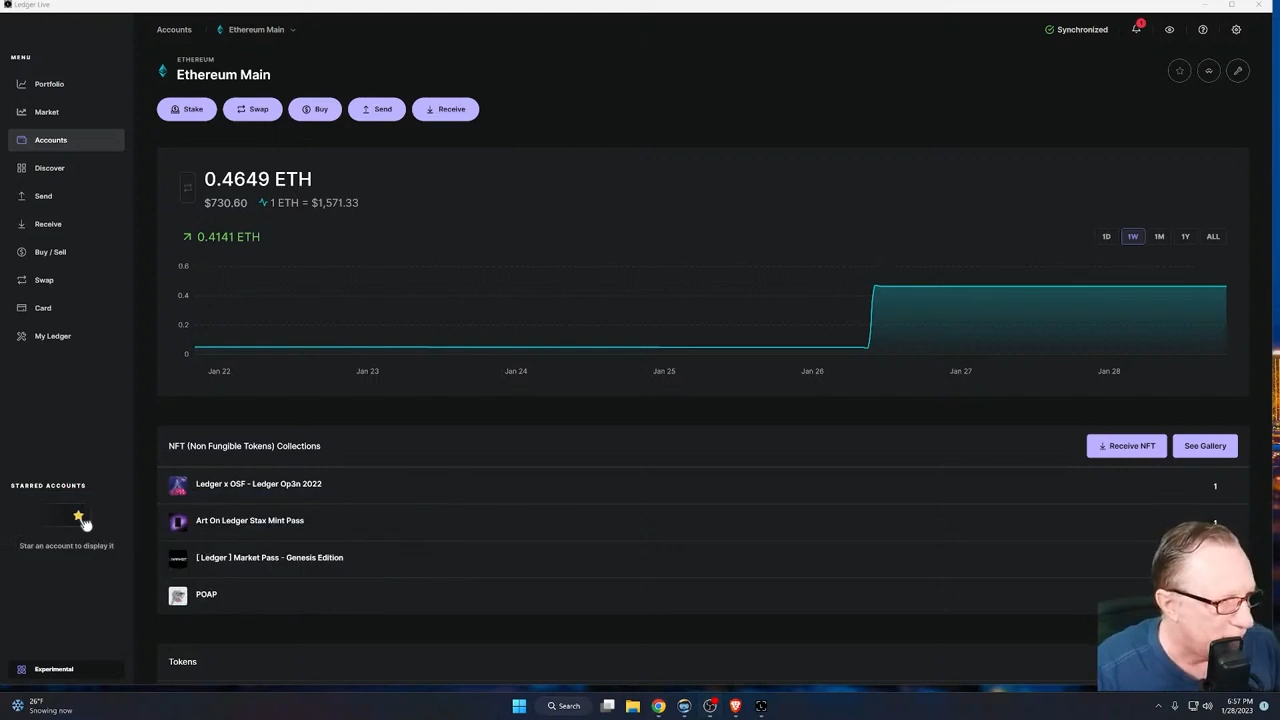 Ledger Live
MENU
Portfolio
Market
Accounts
Discover
Send
Receive
Buy / Sell
Swap
Card
My Ledger
STARRED ACCOUNTS
Star an account to display it
Experimental
Accounts
Ethereum Main
Synchronized
1
ETHEREUM
Ethereum Main
Stake
Swap
Buy
Send
Receive
0.4649 ETH
$730.60 1 ETH = $1,571.33
0.4141 ETH
1D 1W 1M 1Y ALL
0.6
0.4
0.2
0
Jan 22 Jan 23 Jan 24 Jan 25 Jan 26 Jan 27 Jan 28
NFT (Non Fungible Tokens) Collections
Receive NFT
See Gallery
Ledger x OSF - Ledger Op3n 2022 1
Art On Ledger Stax Mint Pass
[ Ledger ] Market Pass - Genesis Edition
POAP
Tokens
26°F
Snowing now
Search
6:57 PM
1/28/2023